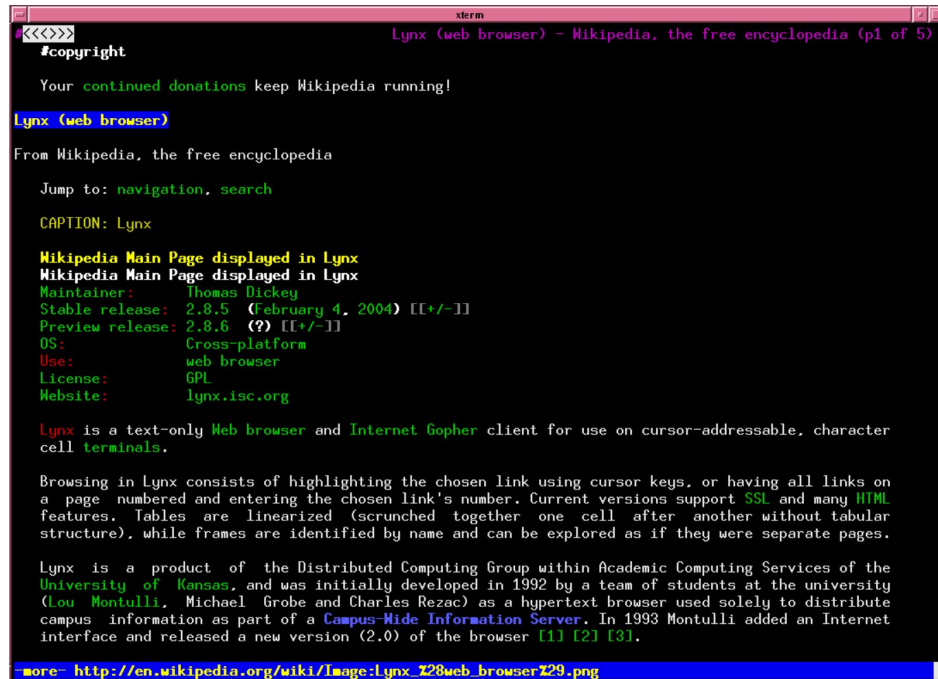 xterm
#<<<>>> Lynx (web browser) - Wikipedia, the free encyclopedia (p1 of 5)
#copyright
Your continued donations keep Wikipedia running!
Lynx (web browser)
From Wikipedia, the free encyclopedia
Jump to: navigation, search
CAPTION: Lynx
Wikipedia Main Page displayed in Lynx
Wikipedia Main Page displayed in Lynx
Maintainer: Thomas Dickey
Stable release: 2.8.5 (February 4, 2004) [[+/-]]
Preview release: 2.8.6 (?) [[+/-]]
OS: Cross-platform
Use: web browser
License: GPL
Website: lynx.isc.org
Lynx is a text-only Web browser and Internet Gopher client for use on cursor-addressable, character
cell terminals.
Browsing in Lynx consists of highlighting the chosen link using cursor keys, or having all links on
a page numbered and entering the chosen link's number. Current versions support SSL and many HTML
features. Tables are linearized (scrunched together one cell after another without tabular
structure), while frames are identified by name and can be explored as if they were separate pages.
Lynx is a product of the Distributed Computing Group within Academic Computing Services of the
University of Kansas, and was initially developed in 1992 by a team of students at the university
(Lou Montulli, Michael Grobe and Charles Rezac) as a hypertext browser used solely to distribute
campus information as part of a Campus-Wide Information Server. In 1993 Montulli added an Internet
interface and released a new version (2.0) of the browser [1] [2] [3].
-more- http://en.wikipedia.org/wiki/Image:Lynx_%28web_browser%29.png